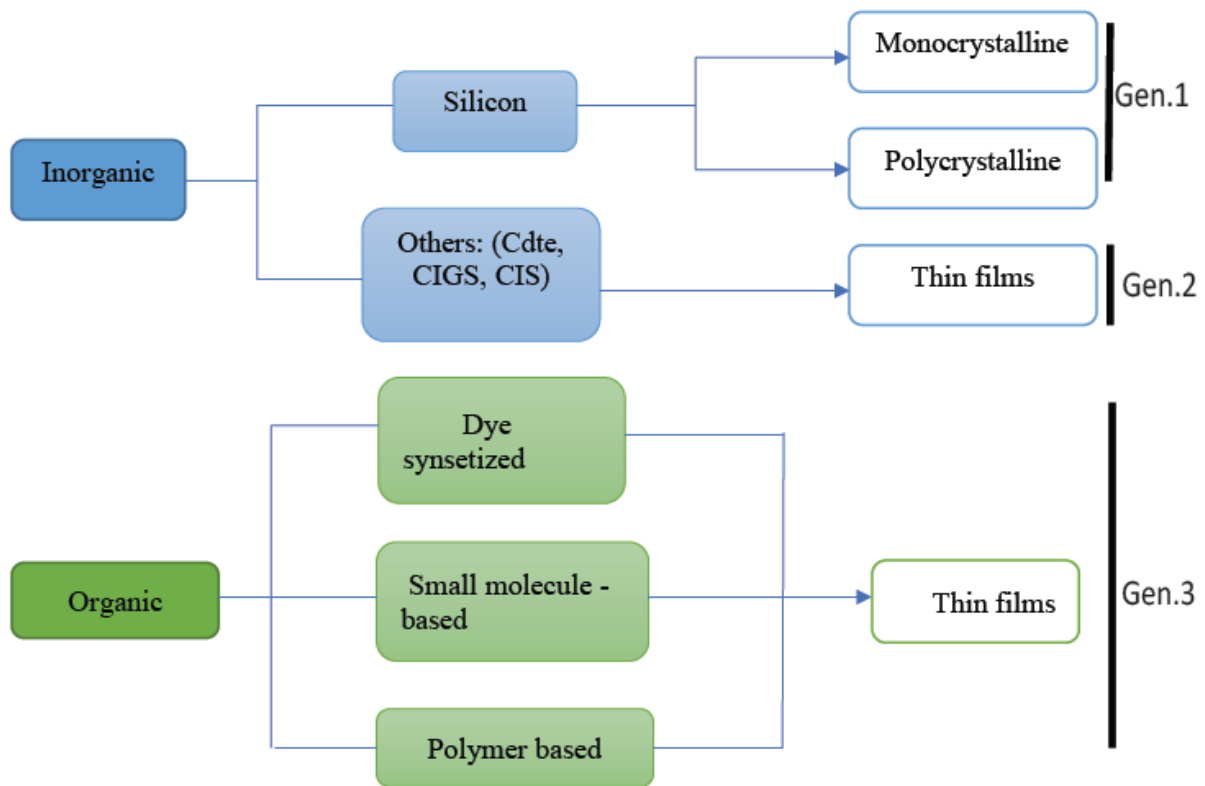 Monocrystalline
Gen.1
Silicon
Polycrystalline
Inorganic
Others: (Cdte,
CIGS, CIS)
Thin films
Gen.2
Dye
synsetized
Small molecule -
based
Organic
Thin films
Gen.3
Polymer based